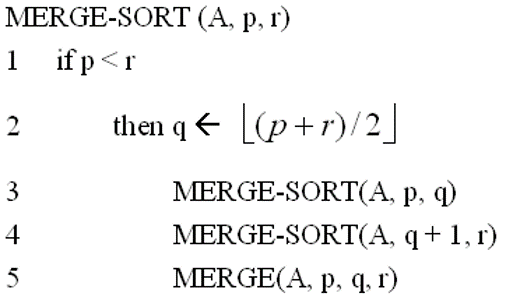 MERGE-SORT (A, p, r)
1 if p < r
2 then q ← ⌊(p + r) / 2⌋
3 MERGE-SORT(A, p, q)
4 MERGE-SORT(A, q + 1, r)
5 MERGE(A, p, q, r)